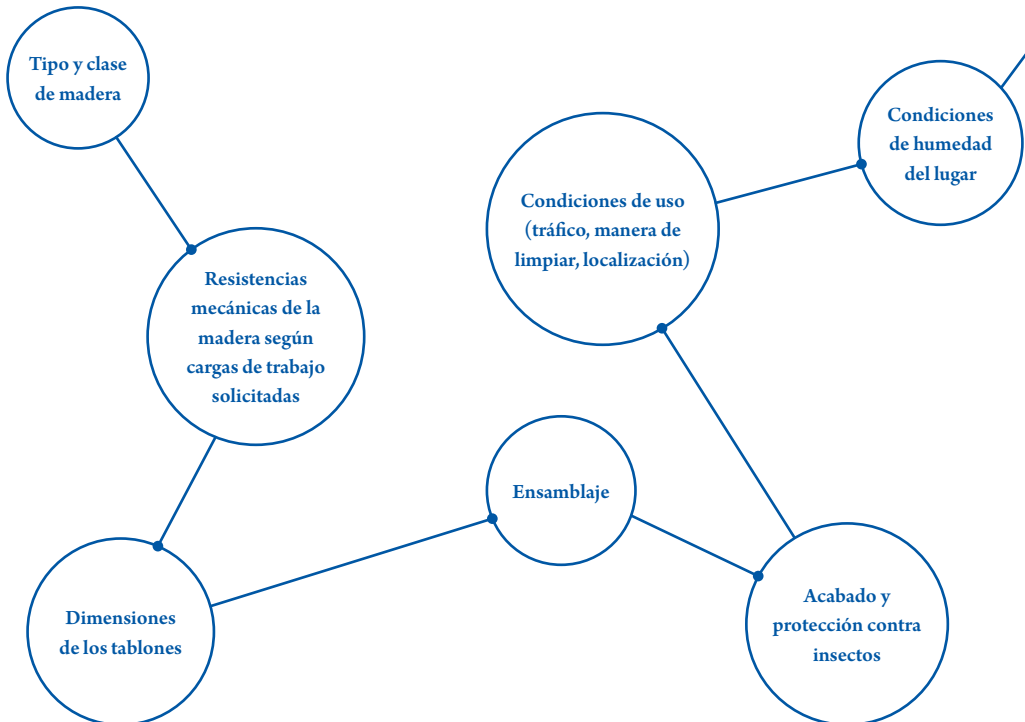 Tipo y clase
de madera
Resistencias
mecánicas de la
madera según
cargas de trabajo
solicitadas
Dimensiones
de los tablones
Ensamblaje
Acabado y
protección contra
insectos
Condiciones de uso
(tráfico, manera de
limpiar, localización)
Condiciones
de humedad
del lugar